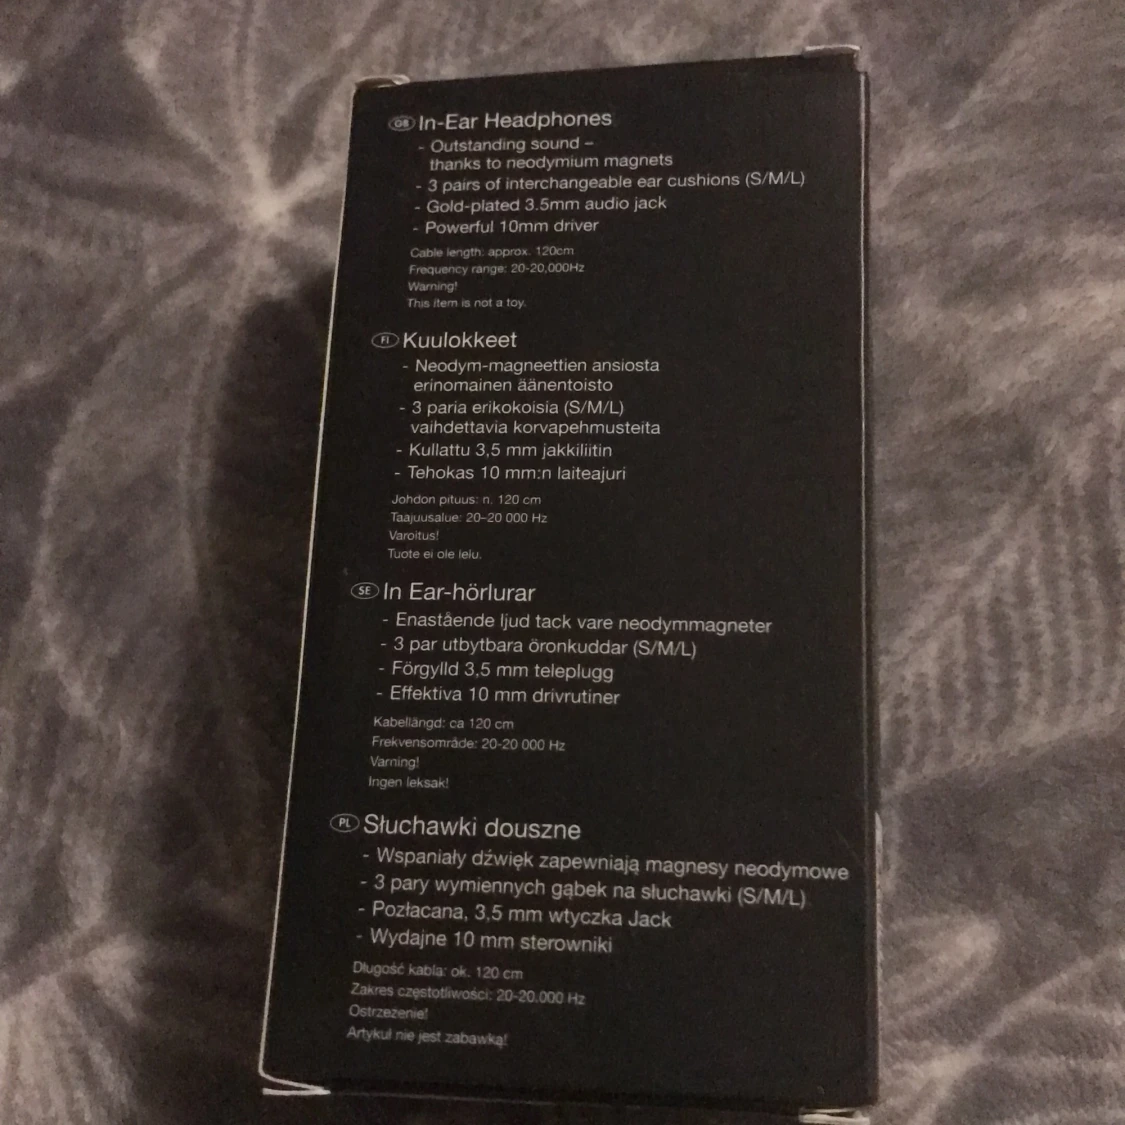 GB In-Ear Headphones
- Outstanding sound –
thanks to neodymium magnets
- 3 pairs of interchangeable ear cushions (S/M/L)
- Gold-plated 3.5mm audio jack
- Powerful 10mm driver
Cable length: approx. 120cm
Frequency range: 20-20,000Hz
Warning!
This item is not a toy.
FI Kuulokkeet
- Neodym-magneettien ansiosta
erinomainen äänentoisto
- 3 paria erikokoisia (S/M/L)
vaihdettavia korvapehmusteita
- Kullattu 3,5 mm jakkiliitin
- Tehokas 10 mm:n laiteajuri
Johdon pituus: n. 120 cm
Taajuusalue: 20–20 000 Hz
Varoitus!
Tuote ei ole lelu.
SE In Ear-hörlurar
- Enastående ljud tack vare neodymmagneter
- 3 par utbytbara öronkuddar (S/M/L)
- Förgylld 3,5 mm teleplugg
- Effektiva 10 mm drivrutiner
Kabellängd: ca 120 cm
Frekvensområde: 20-20 000 Hz
Varning!
Ingen leksak!
PL Słuchawki douszne
- Wspaniały dźwięk zapewniają magnesy neodymowe
- 3 pary wymiennych gąbek na słuchawki (S/M/L)
- Pozłacana, 3,5 mm wtyczka Jack
- Wydajne 10 mm sterowniki
Długość kabla: ok. 120 cm
Zakres częstotliwości: 20-20.000 Hz
Ostrzeżenie!
Artykuł nie jest zabawką!